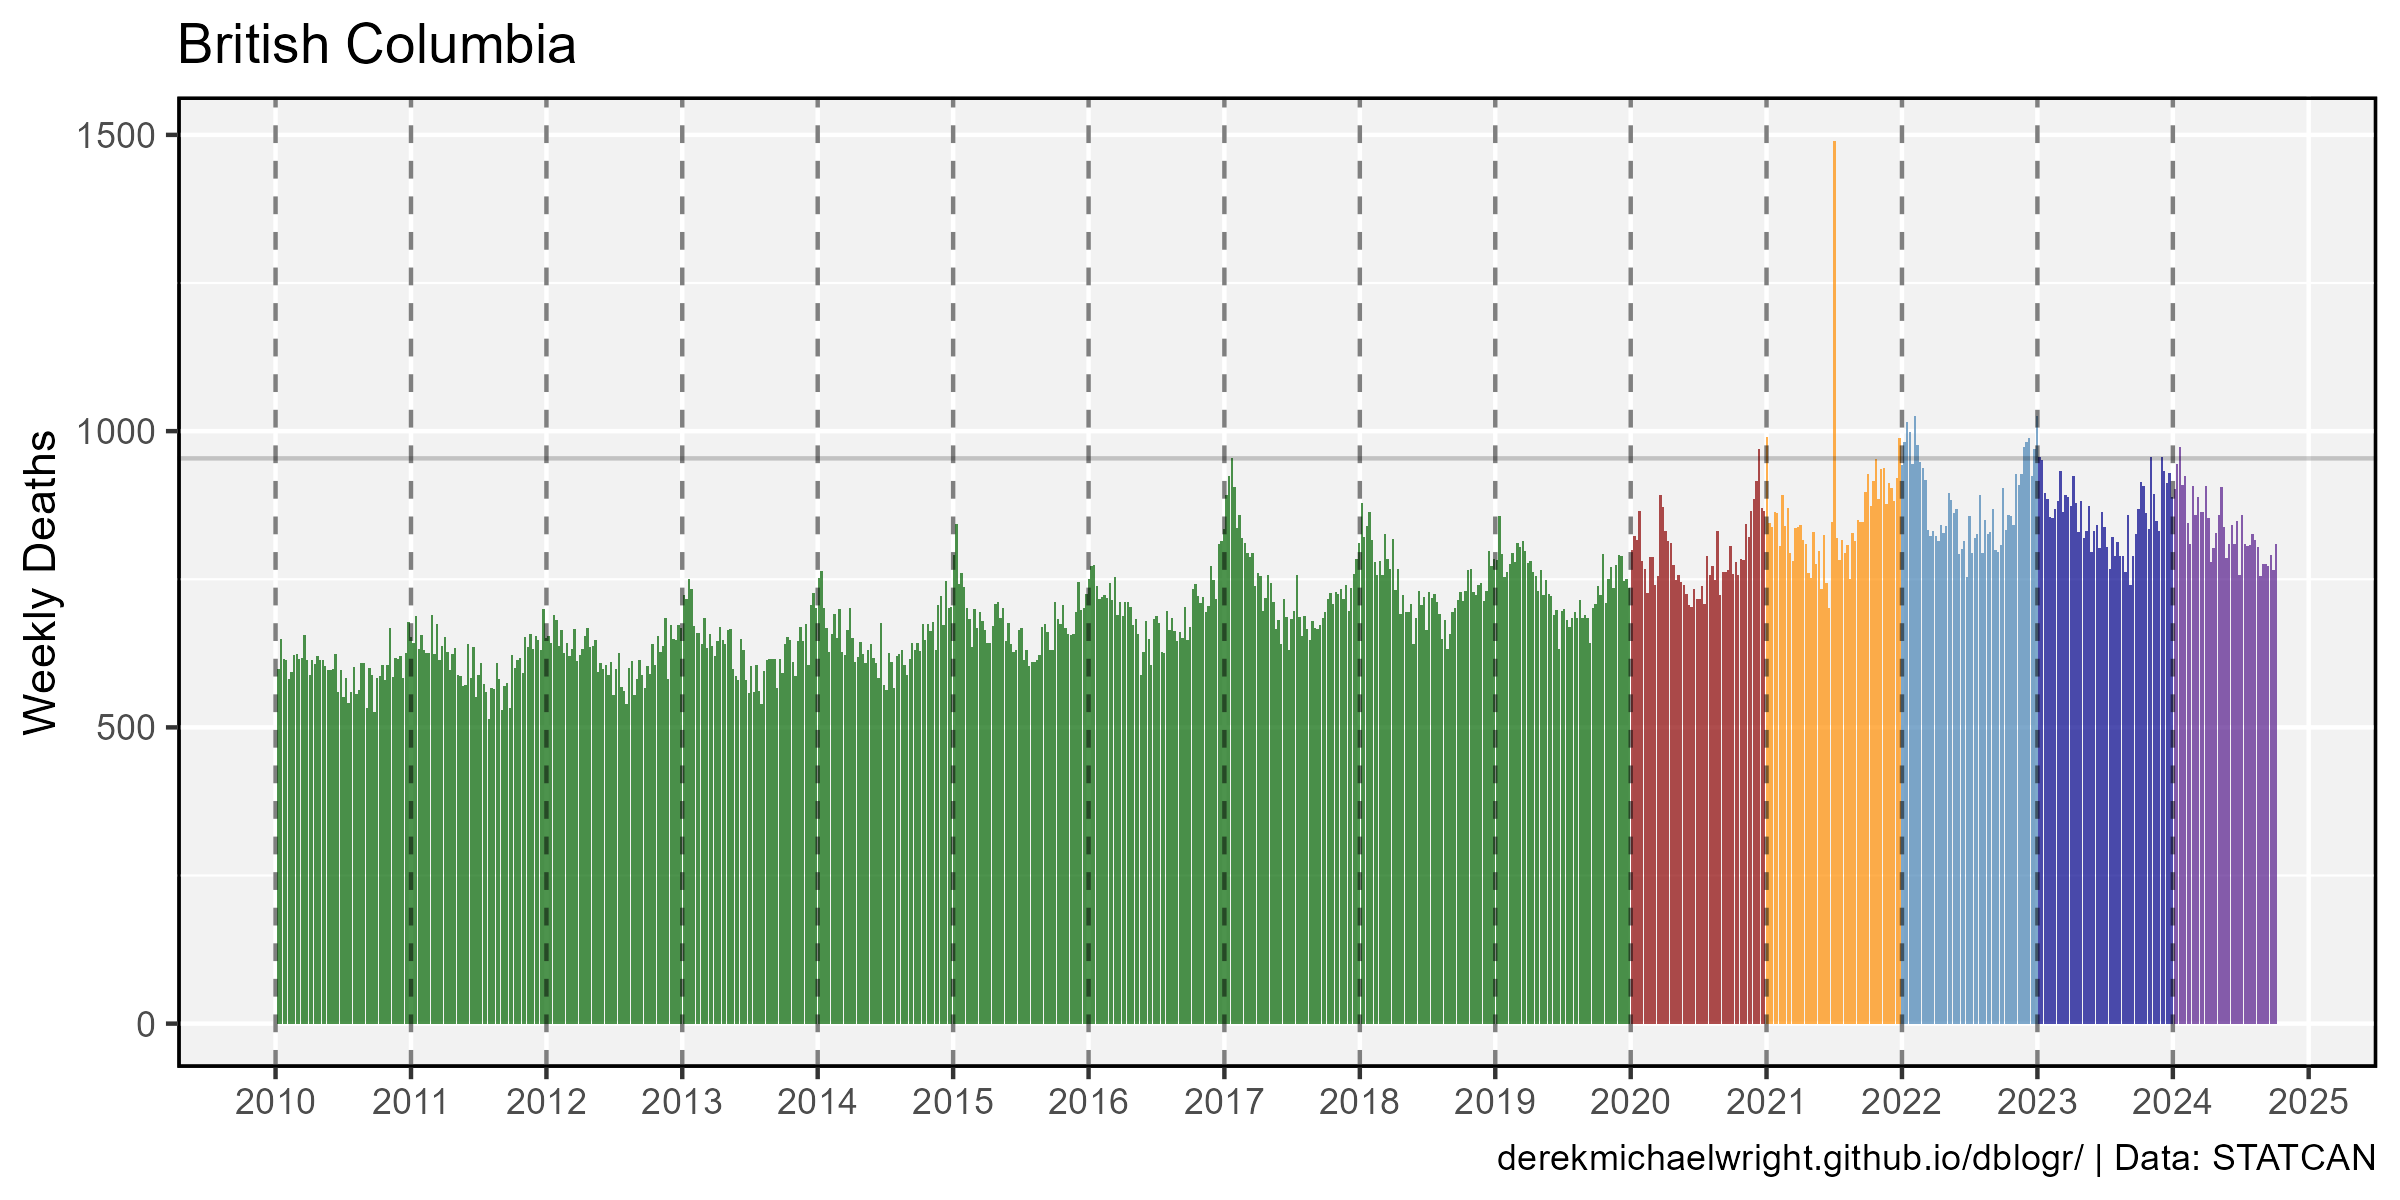 British Columbia
Weekly Deaths
1500
1000
500
0
2010 2011 2012 2013 2014 2015 2016 2017 2018 2019 2020 2021 2022 2023 2024 2025
derekmichaelwright.github.io/dblogr/ | Data: STATCAN